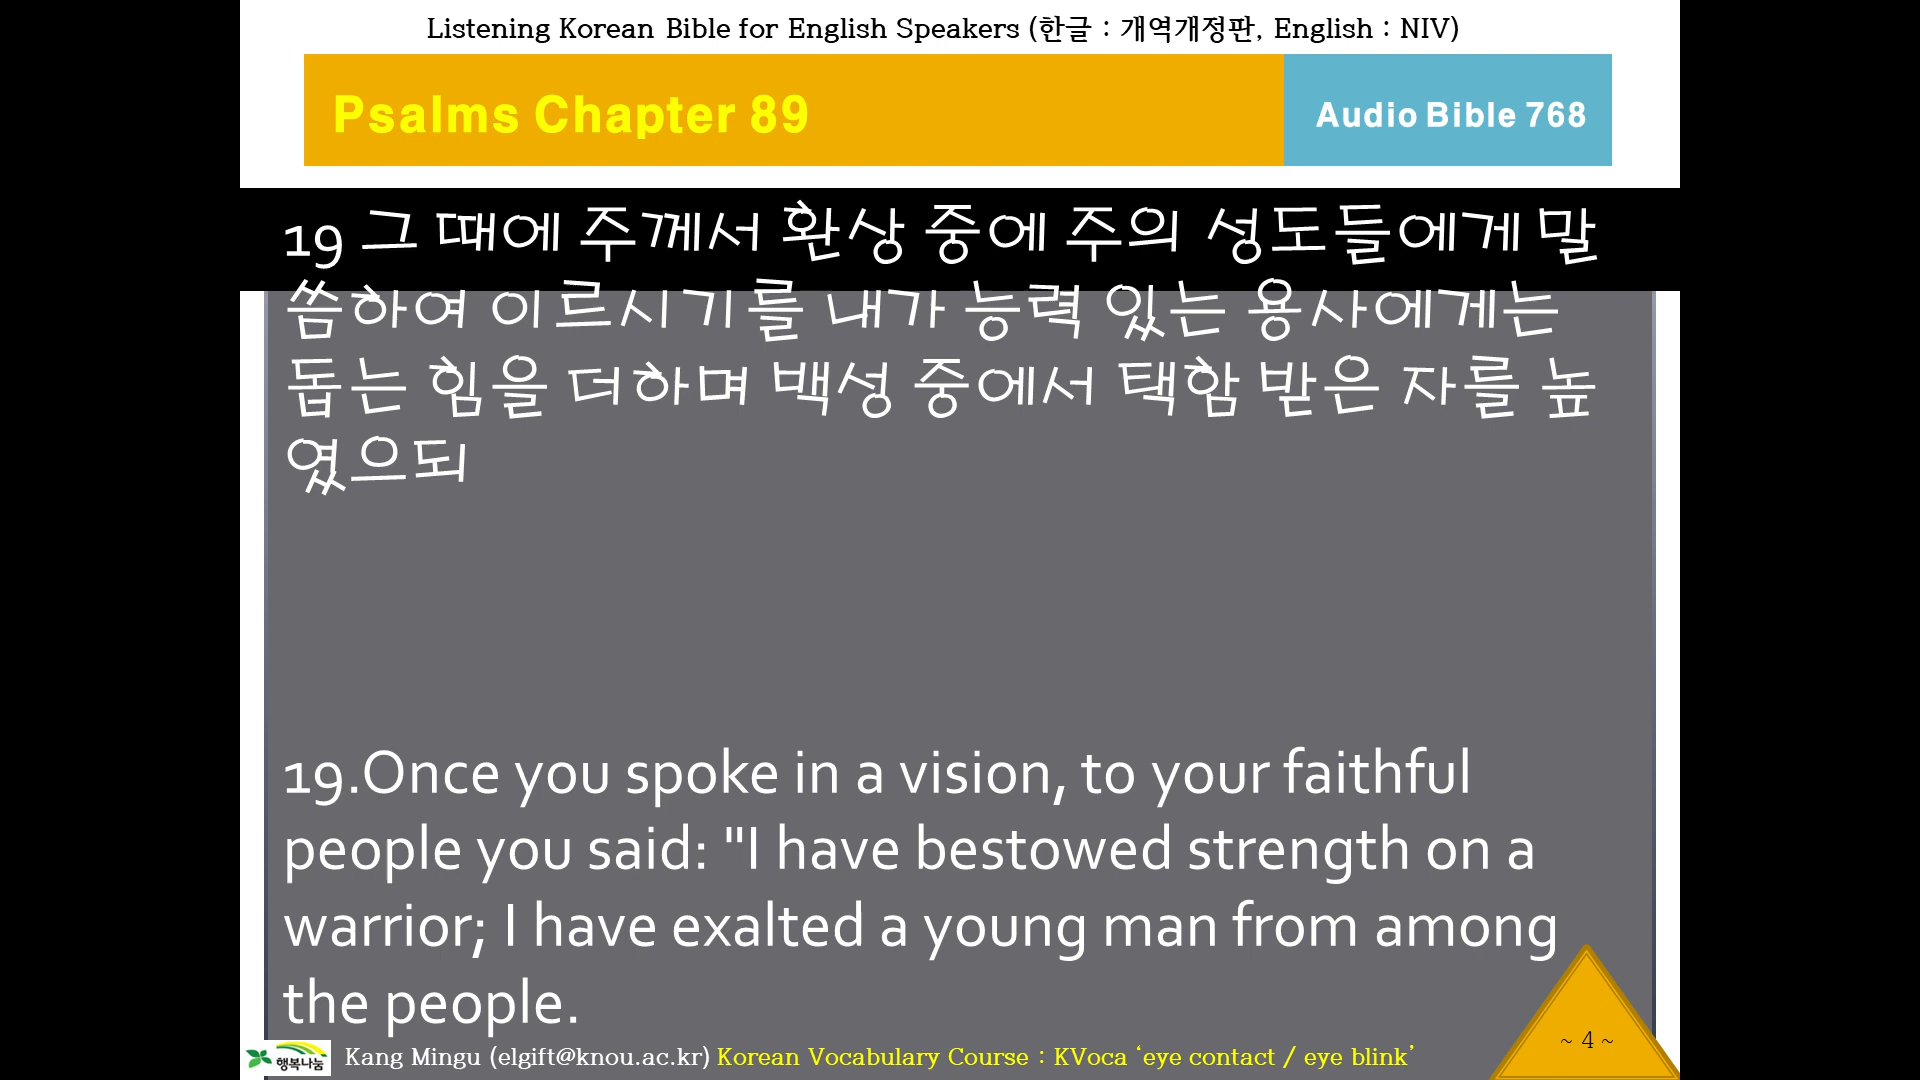 Listening Korean Bible for English Speakers (한글 : 개역개정판, English : NIV)
Psalms Chapter 89
Audio Bible 768
19 그 때에 주께서 환상 중에 주의 성도들에게 말
씀하여 이르시기를 내가 능력 있는 용사에게는
돕는 힘을 더하며 백성 중에서 택함 받은 자를 높
였으되
19.Once you spoke in a vision, to your faithful
people you said: "I have bestowed strength on a
warrior; I have exalted a young man from among
the people.
~ 4 ~
행복나눔 Kang Mingu (elgift@knou.ac.kr) Korean Vocabulary Course : KVoca ‘eye contact / eye blink’